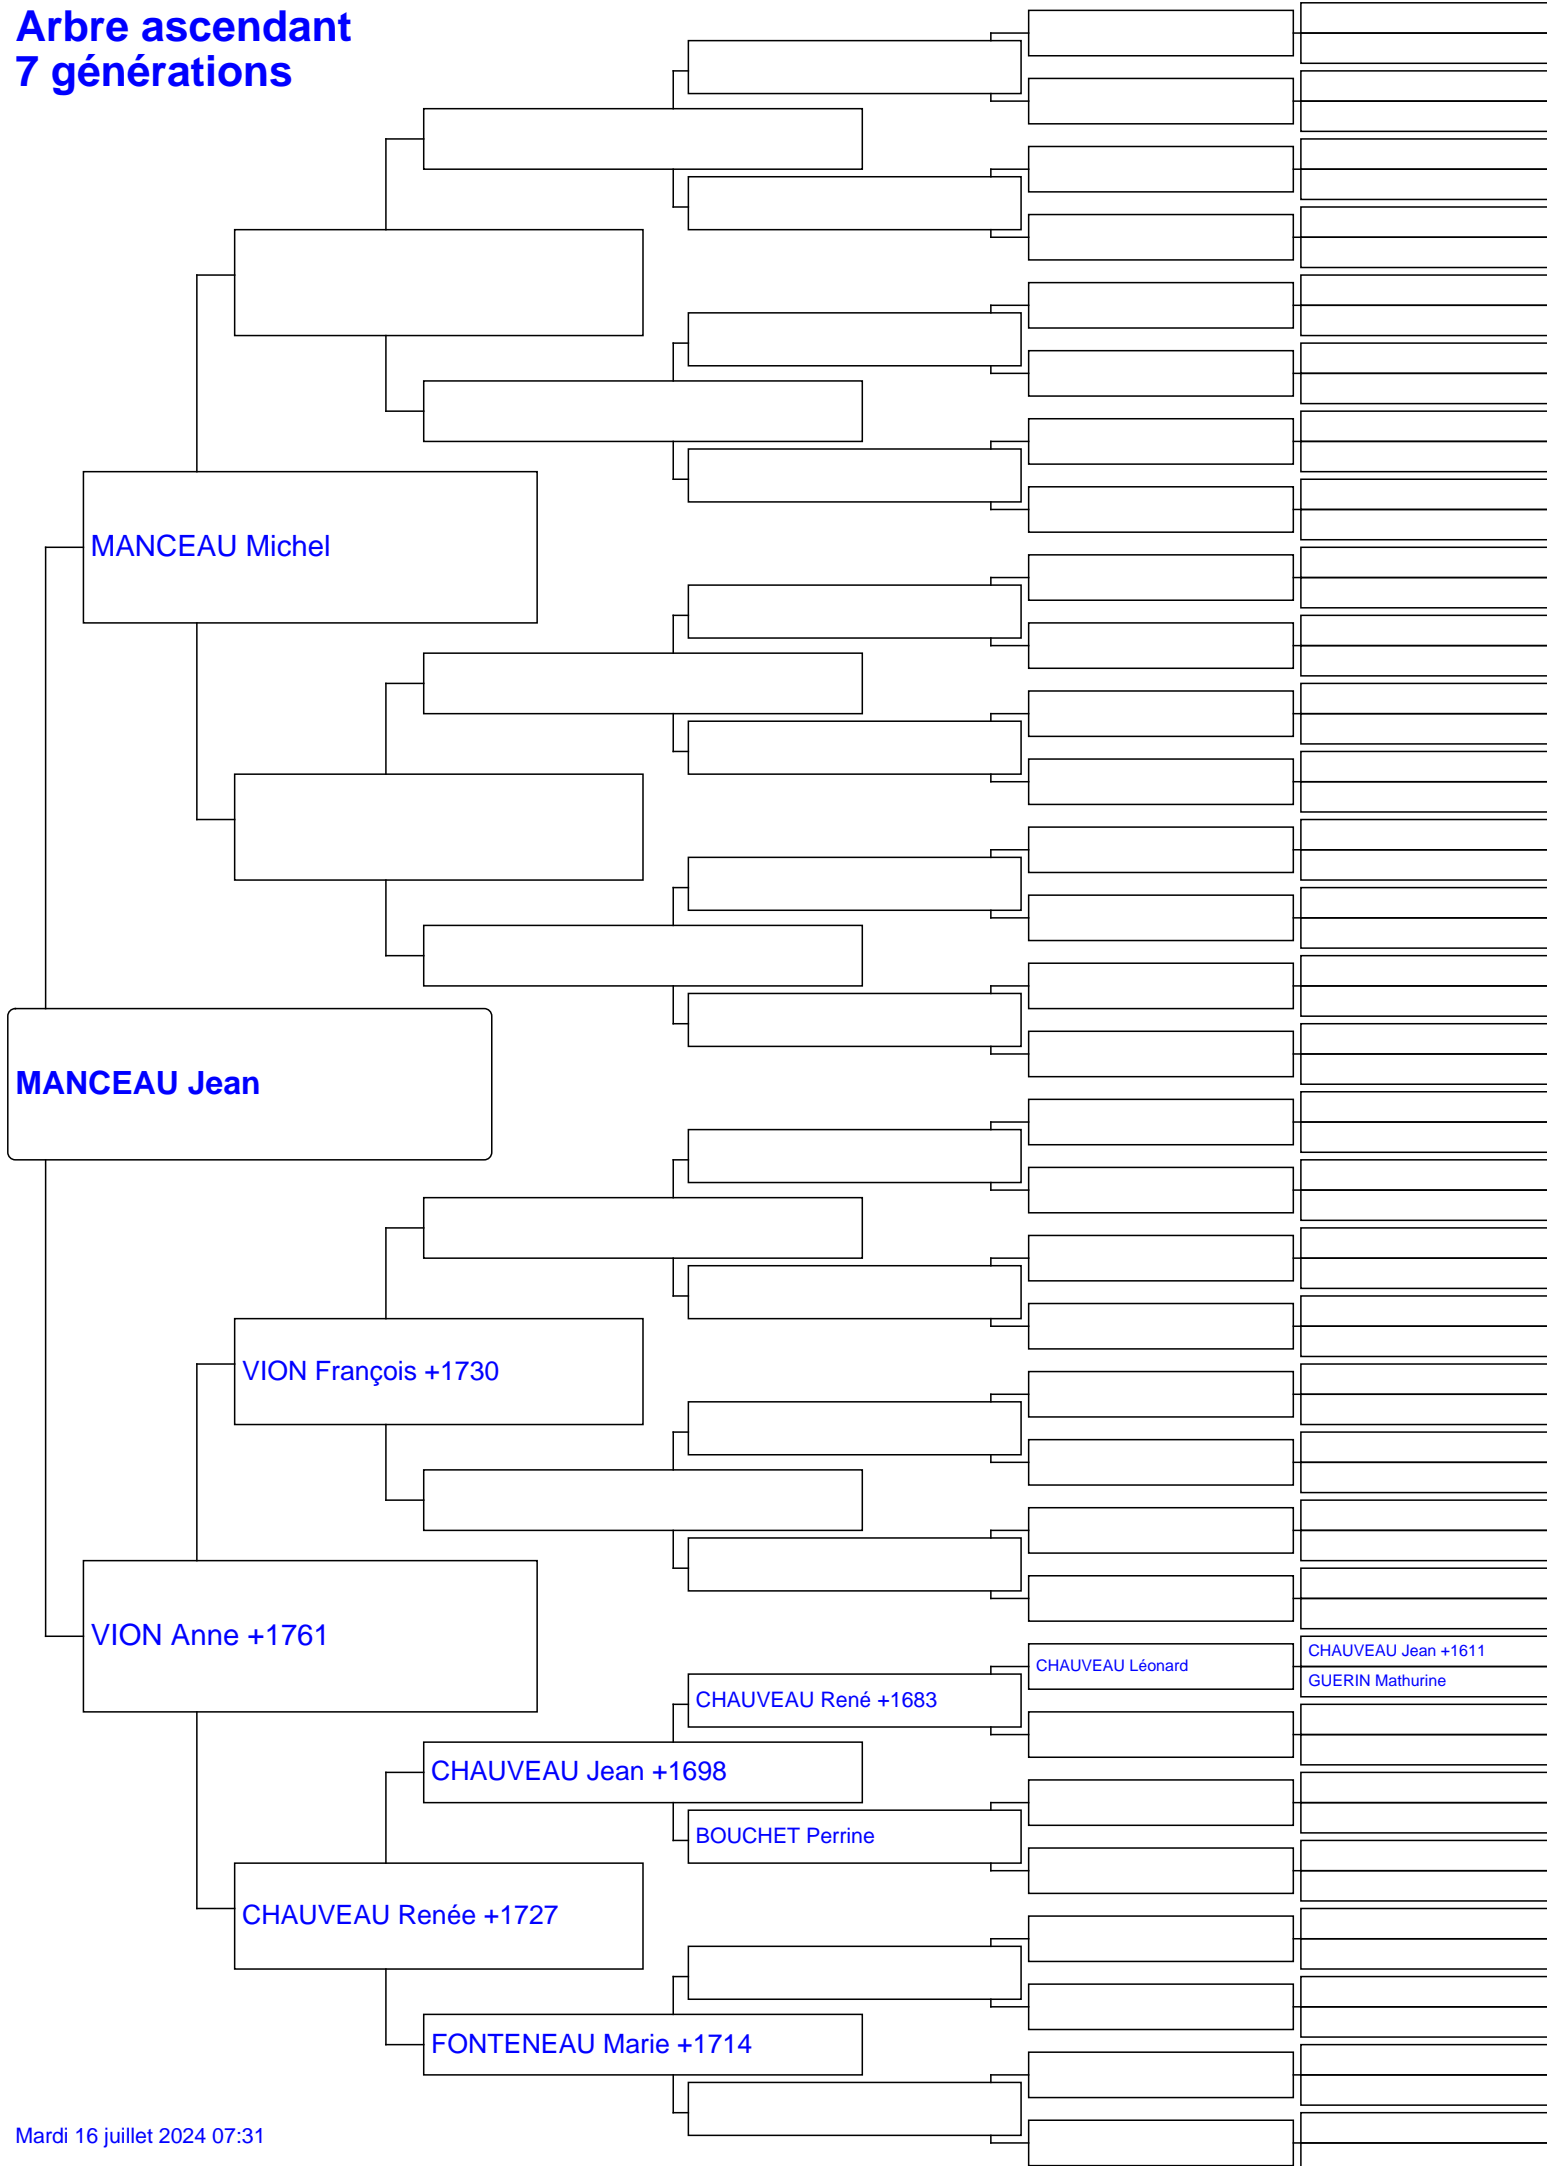 Arbre ascendant
7 générations
MANCEAU Michel
MANCEAU Jean
VION François +1730
VION Anne +1761
CHAUVEAU Jean +1611
CHAUVEAU Léonard
GUERIN Mathurine
CHAUVEAU René +1683
CHAUVEAU Jean +1698
BOUCHET Perrine
CHAUVEAU Renée +1727
FONTENEAU Marie +1714
Mardi 16 juillet 2024 07:31